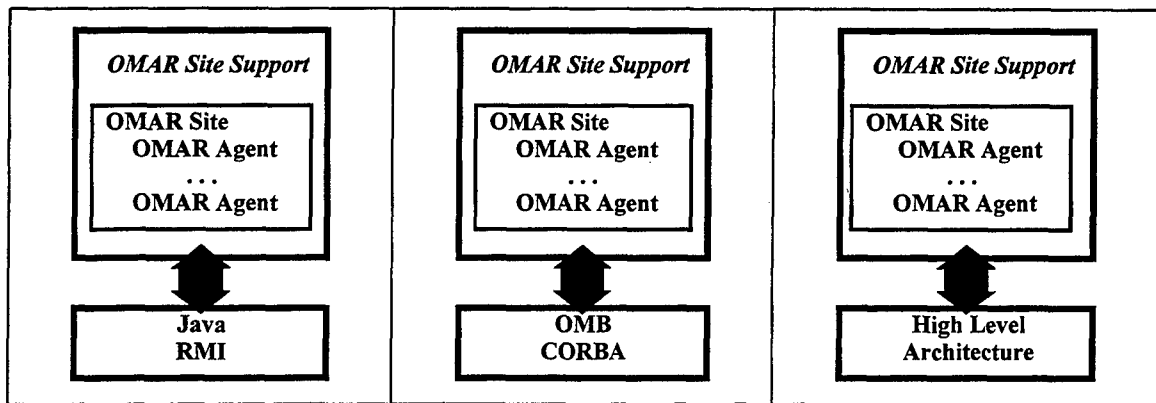 OMAR Site Support
OMAR Site
OMAR Agent
...
OMAR Agent
Java
RMI
OMAR Site Support
OMAR Site
OMAR Agent
...
OMAR Agent
OMB
CORBA
OMAR Site Support
OMAR Site
OMAR Agent
...
OMAR Agent
High Level
Architecture